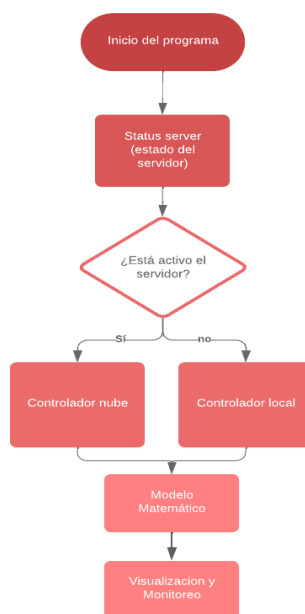 Inicio del programa
Status server
(estado del
servidor)
¿Está activo el
servidor?
Sí
no
Controlador nube
Controlador local
Modelo
Matemático
Visualizacion y
Monitoreo